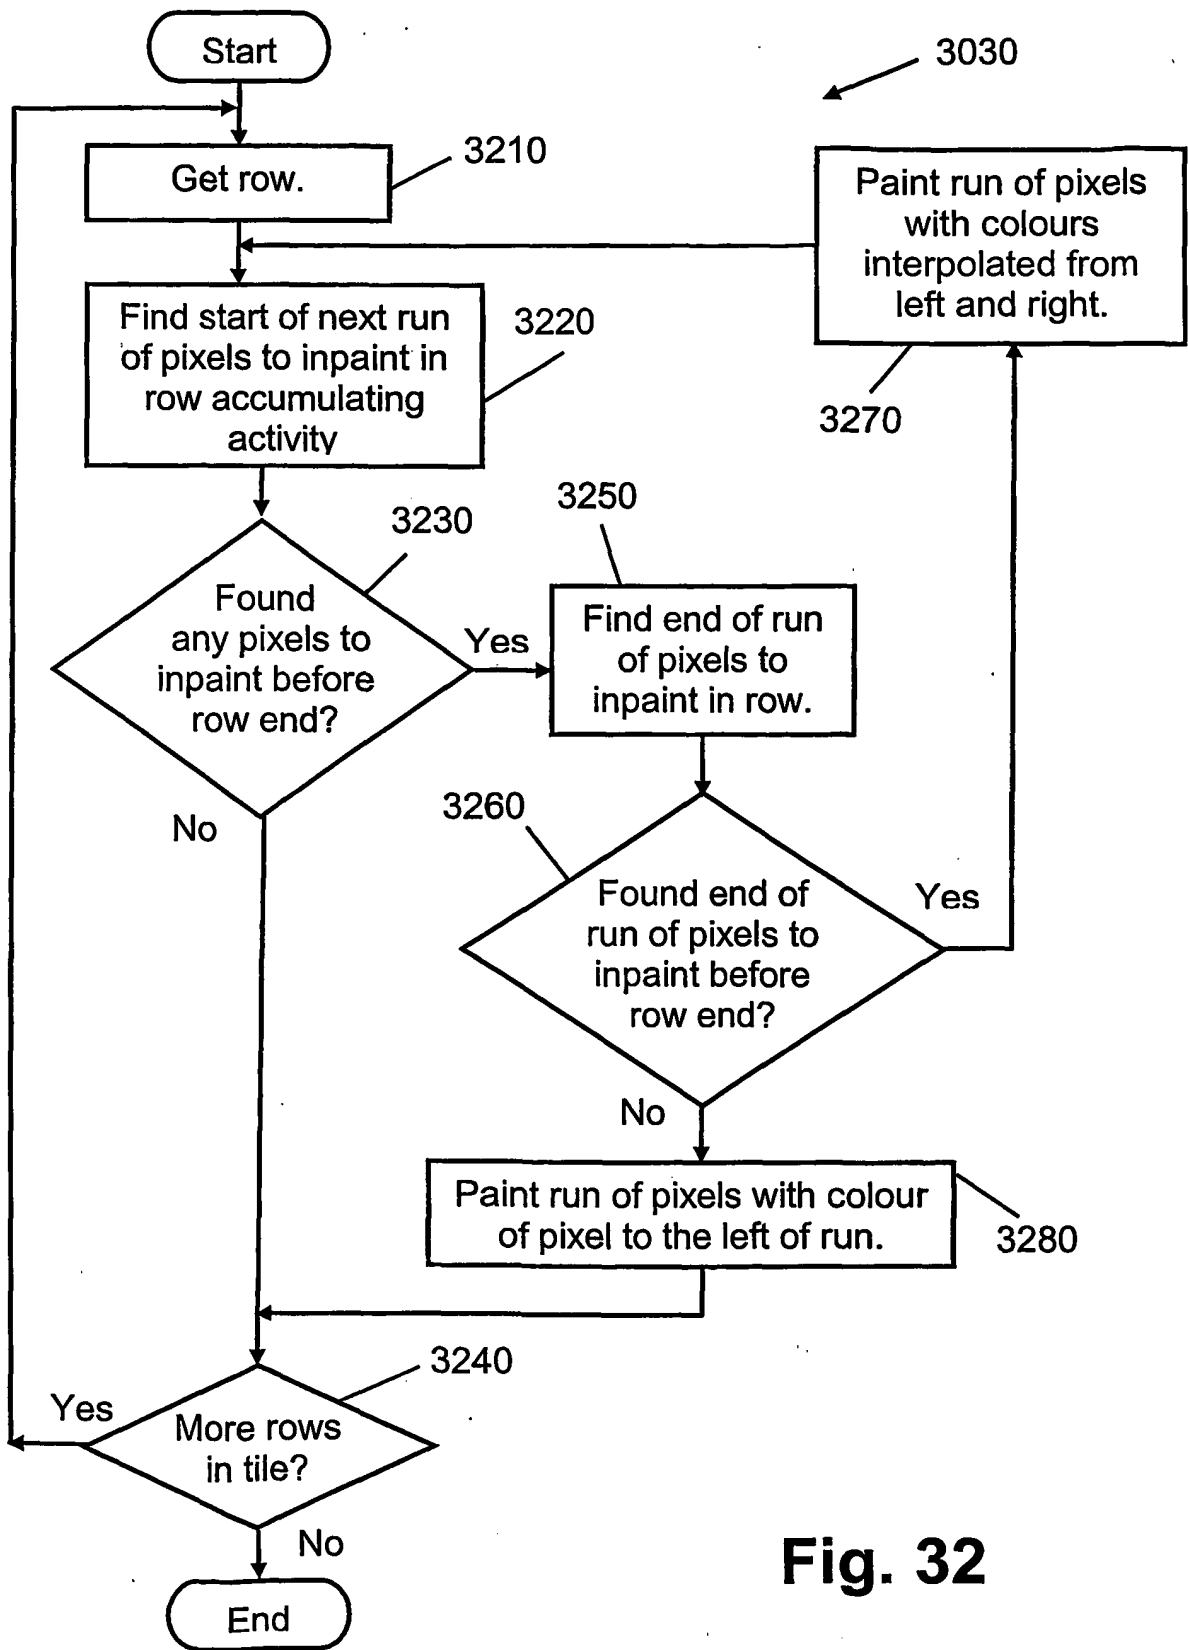 Start
3030
3210
Get row.
Paint run of pixels
with colours
interpolated from
left and right.
3270
Find start of next run
of pixels to inpaint in
row accumulating
activity
3220
3230
Found
any pixels to
inpaint before
row end?
Yes
No
3250
Find end of run
of pixels to
inpaint in row.
3260
Found end of
run of pixels to
inpaint before
row end?
Yes
No
Paint run of pixels with colour
of pixel to the left of run.
3280
3240
More rows
in tile?
Yes
No
End
Fig. 32